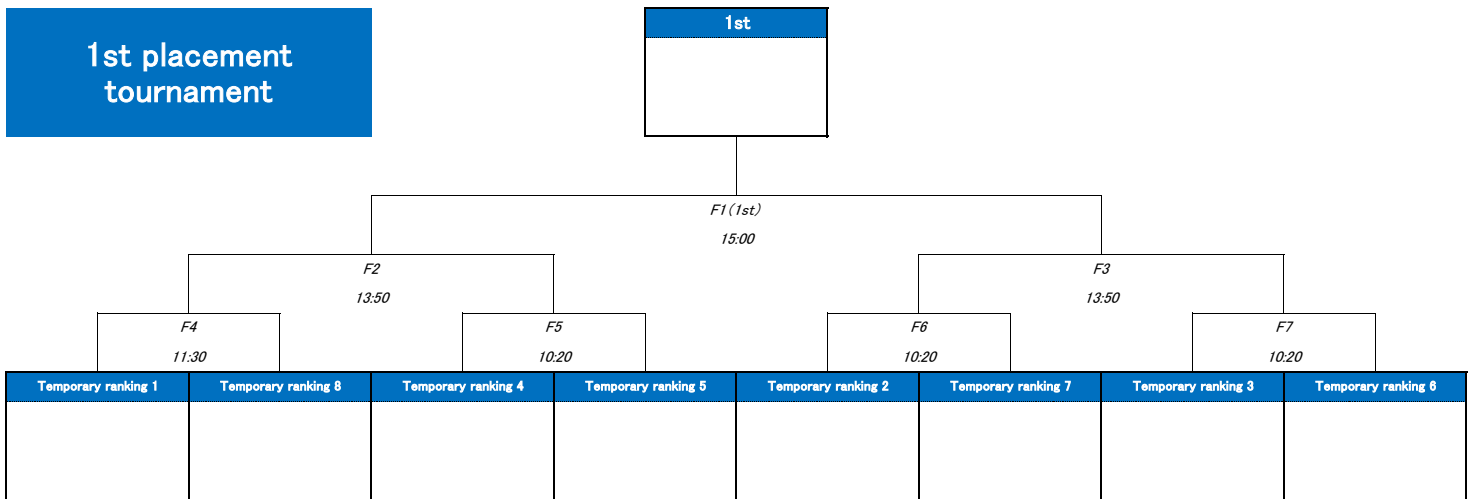 1st placement
tournament
1st
F1(1st)
15:00
F2
F3
13:50
13:50
F4
F5
F6
F7
11:30
10:20
10:20
10:20
Temporary ranking 1
Temporary ranking 8
Temporary ranking 4
Temporary ranking 5
Temporary ranking 2
Temporary ranking 7
Temporary ranking 3
Temporary ranking 6